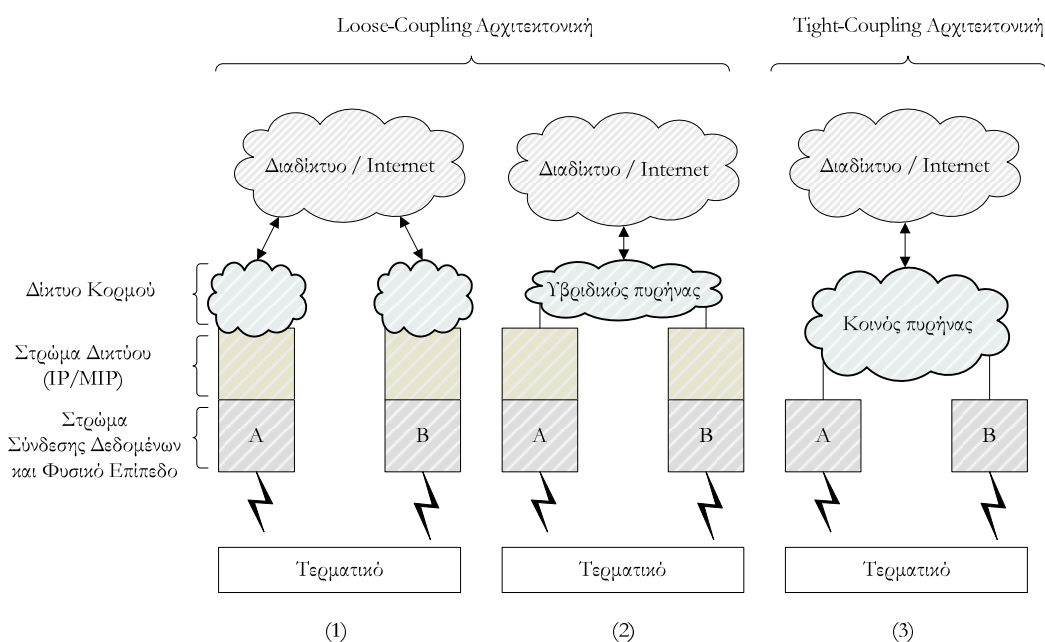 Loose-Coupling Αρχιτεκτονική
Tight-Coupling Αρχιτεκτονική
Διαδίκτυο / Internet
Διαδίκτυο / Internet
Διαδίκτυο / Internet
Δίκτυο Κορμού
Υβριδικός πυρήνας
Κοινός πυρήνας
Στρώμα Δικτύου
(IP/MIP)
Στρώμα
Σύνδεσης Δεδομένων
και Φυσικό Επίπεδο
A
B
A
B
A
B
Τερματικό
Τερματικό
Τερματικό
(1)
(2)
(3)